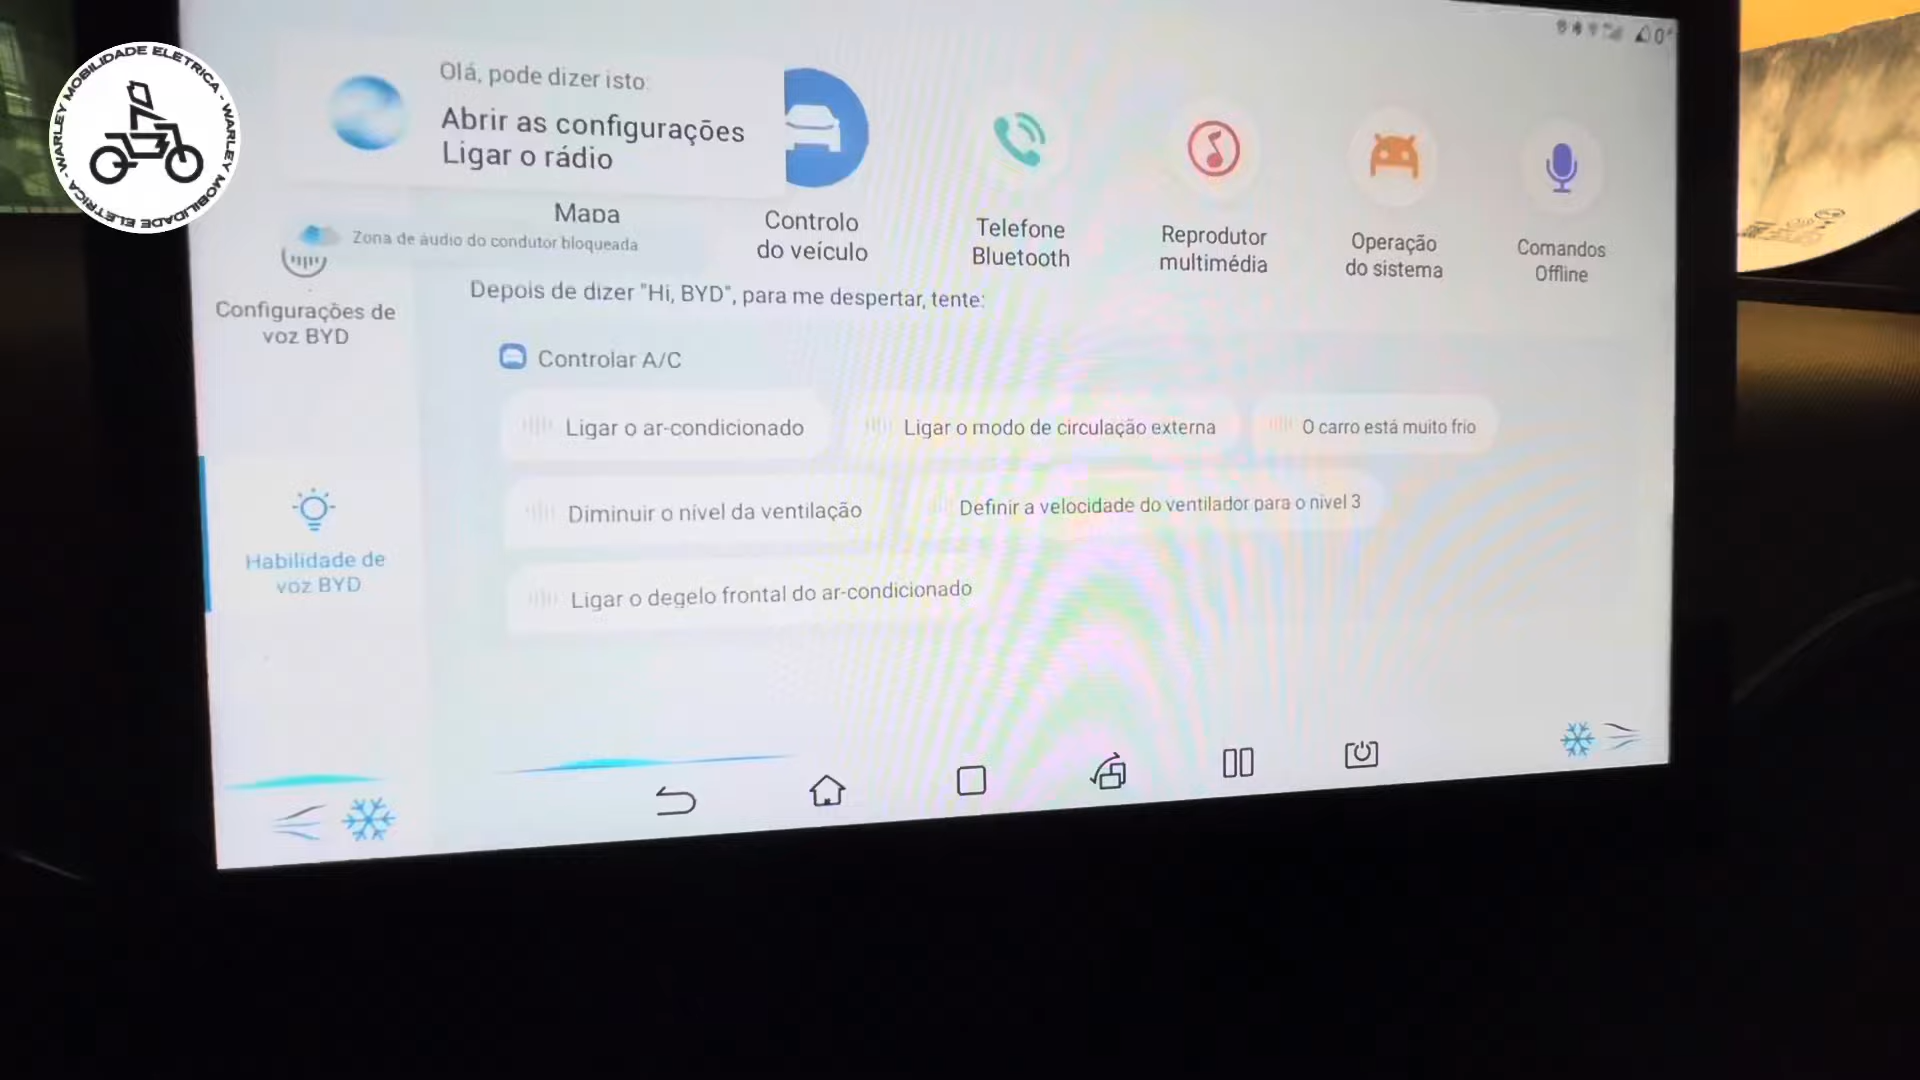 WARLEY MOBILIDADE ELETRICA - WARLEY MOBILIDADE ELETRICA -
Olá, pode dizer isto:
Abrir as configurações
Ligar o rádio
Mapa
Zona de áudio do condutor bloqueada
Controlo
do veículo
Telefone
Bluetooth
Reprodutor
multimédia
Operação
do sistema
Comandos
Offline
Configurações de
voz BYD
Habilidade de
voz BYD
Depois de dizer "Hi, BYD", para me despertar, tente:
Controlar A/C
Ligar o ar-condicionado
Ligar o modo de circulação externa
O carro está muito frio
Diminuir o nível da ventilação
Definir a velocidade do ventilador para o nível 3
Ligar o degelo frontal do ar-condicionado